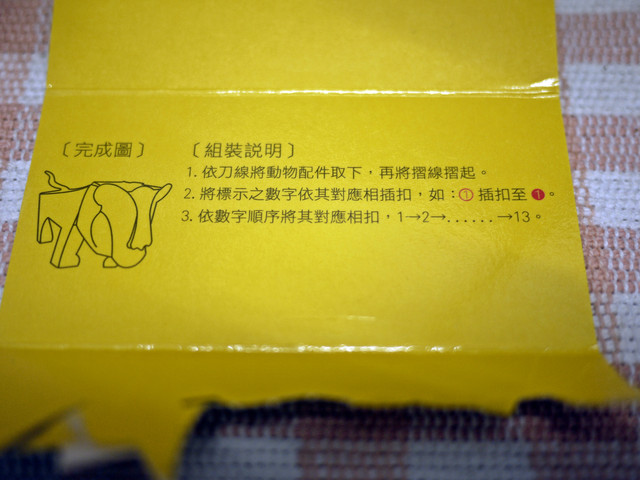 〔完成圖〕
〔組裝說明〕
1. 依刀線將動物配件取下，再將摺線摺起。
2. 將標示之數字依其對應相插扣，如：①插扣至❶。
3. 依數字順序將其對應相扣，1→2→......→13。